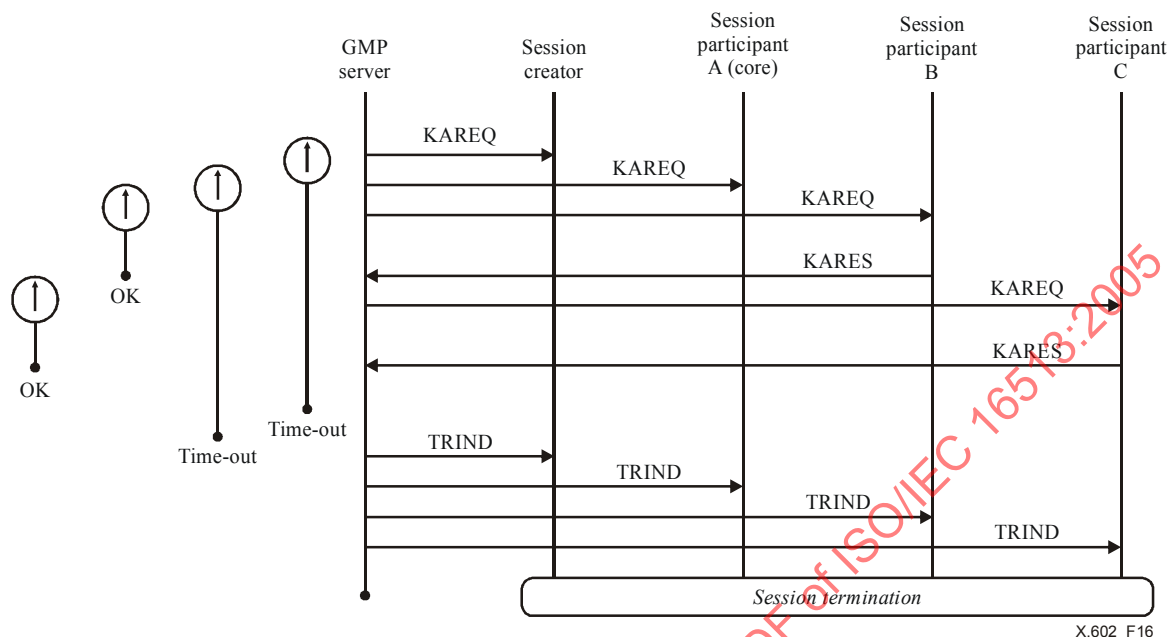 GMP
server
Session
creator
Session
participant
A (core)
Session
participant
B
Session
participant
C
KAREQ
KAREQ
KAREQ
KARES
KAREQ
KARES
OK
OK
Time-out
Time-out
TRIND
TRIND
TRIND
TRIND
Session termination
X.602_F16
DF of ISO/IEC 16513:2005